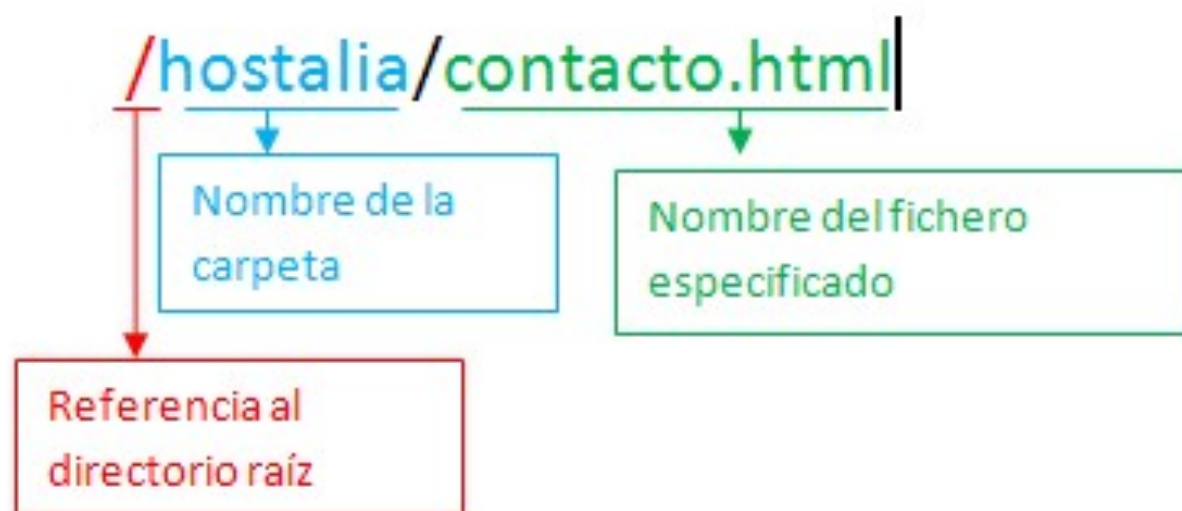 /hostalia/contacto.html
Nombre de la
carpeta
Nombre del fichero
especificado
Referencia al
directorio raíz